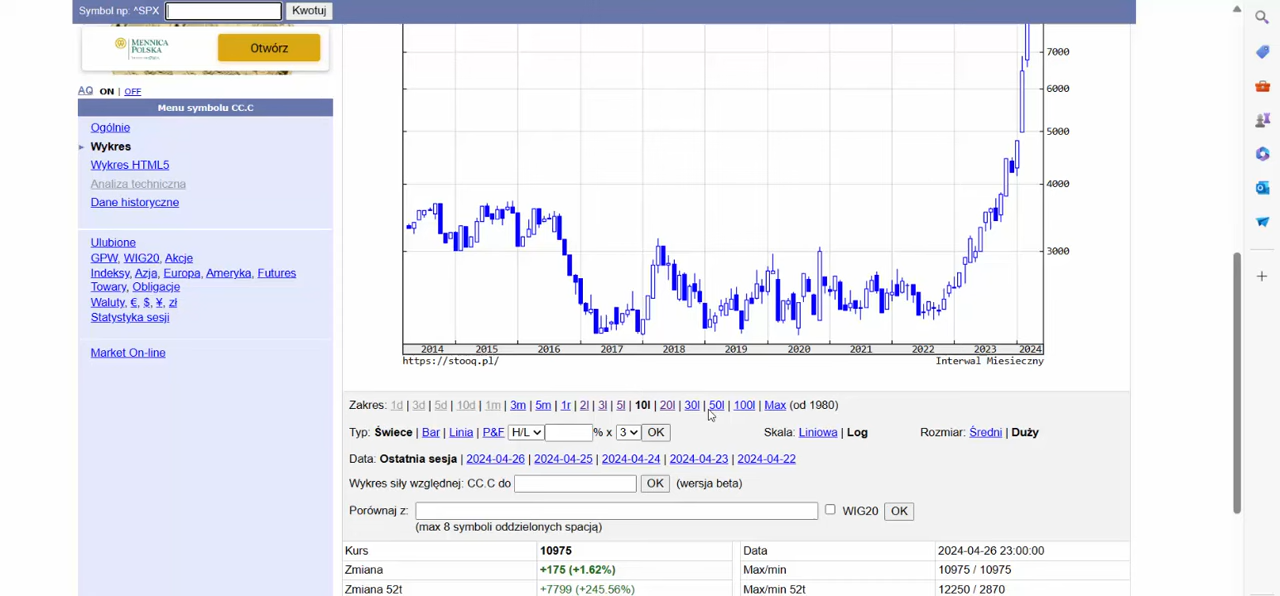 Symbol np: ^SPX Kwotuj
MENNICA
POLSKA
Otwórz
AQ ON | OFF
Menu symbolu CC.C
Ogólnie
Wykres
Wykres HTML5
Analiza techniczna
Dane historyczne
Ulubione
GPW, WIG20, Akcje
Indeksy, Azja, Europa, Ameryka, Futures
Towary, Obligacje
Waluty, €, $, ¥, zł
Statystyka sesji
Market On-line
7000
6000
5000
4000
3000
2014 2015 2016 2017 2018 2019 2020 2021 2022 2023 2024
https://stooq.pl/ Interwal Miesieczny
Zakres: 1d | 3d | 5d | 10d | 1m | 3m | 5m | 1r | 2l | 3l | 5l | 10l | 20l | 30l | 50l | 100l | Max (od 1980)
Typ: Świece | Bar | Linia | P&F H/L % x 3 OK Skala: Liniowa | Log Rozmiar: Średni | Duży
Data: Ostatnia sesja | 2024-04-26 | 2024-04-25 | 2024-04-24 | 2024-04-23 | 2024-04-22
Wykres siły względnej: CC.C do OK (wersja beta)
Porównaj z: WIG20 OK
(max 8 symboli oddzielonych spacją)
Kurs 10975 Data 2024-04-26 23:00:00
Zmiana +175 (+1.62%) Max/min 10975 / 10975
Zmiana 52t +7799 (+245.56%) Max/min 52t 12250 / 2870